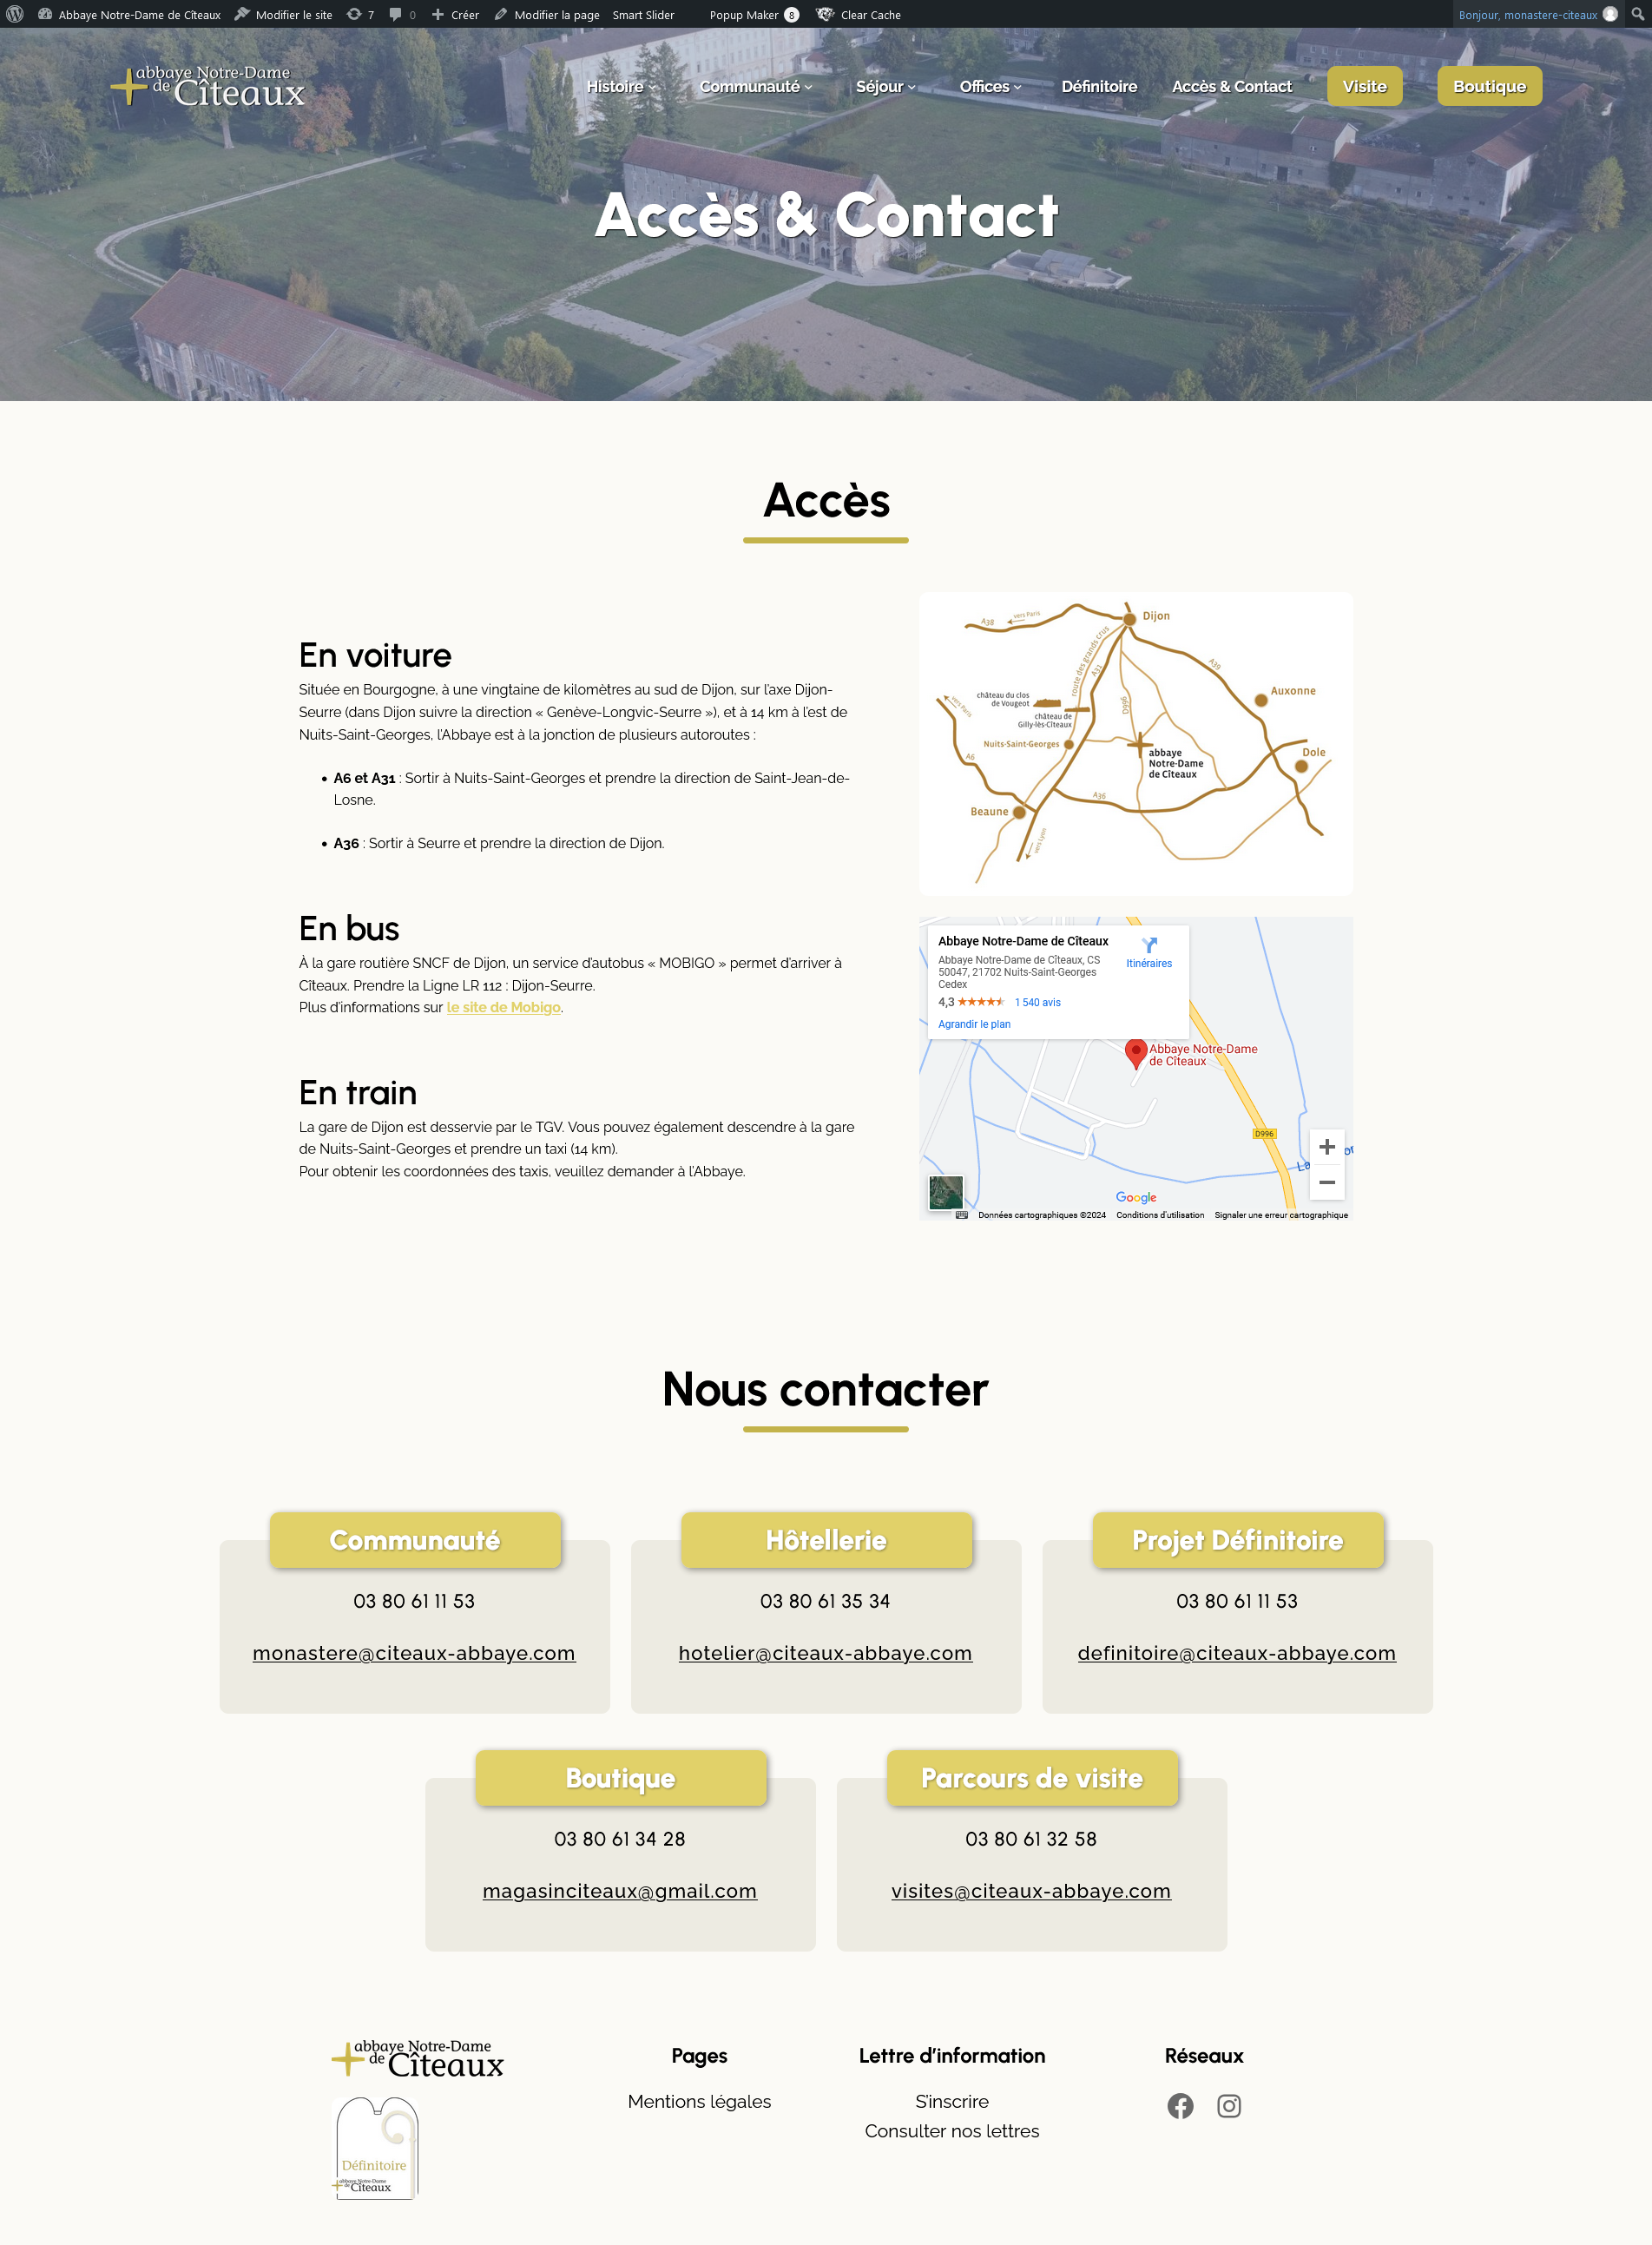 Abbaye Notre-Dame de Cîteaux
Modifier le site
7
0
Créer
Modifier la page
Smart Slider
Popup Maker 8
Clear Cache
Bonjour, monastere-citeaux
abbaye Notre-Dame
de Cîteaux
Histoire
Communauté
Séjour
Offices
Définitoire
Accès & Contact
Visite
Boutique
Accès & Contact
Accès
En voiture
Située en Bourgogne, à une vingtaine de kilomètres au sud de Dijon, sur l’axe Dijon-
Seurre (dans Dijon suivre la direction « Genève-Longvic-Seurre »), et à 14 km à l’est de
Nuits-Saint-Georges, l’Abbaye est à la jonction de plusieurs autoroutes :
• A6 et A31 : Sortir à Nuits-Saint-Georges et prendre la direction de Saint-Jean-de-
Losne.
• A36 : Sortir à Seurre et prendre la direction de Dijon.
En bus
À la gare routière SNCF de Dijon, un service d’autobus « MOBIGO » permet d’arriver à
Cîteaux. Prendre la Ligne LR 112 : Dijon-Seurre.
Plus d’informations sur le site de Mobigo.
En train
La gare de Dijon est desservie par le TGV. Vous pouvez également descendre à la gare
de Nuits-Saint-Georges et prendre un taxi (14 km).
Pour obtenir les coordonnées des taxis, veuillez demander à l’Abbaye.
A38
vers Paris
Dijon
route des grands crus
A31
A39
D996
Auxonne
vers Paris
château du clos
de Vougeot
château de
Gilly-lès-Cîteaux
Nuits-Saint-Georges
abbaye
Notre-Dame
de Cîteaux
Dole
A6
A36
Beaune
vers Lyon
Abbaye Notre-Dame de Cîteaux
Abbaye Notre-Dame de Cîteaux, CS
50047, 21702 Nuits-Saint-Georges
Cedex
4,3
1 540 avis
Agrandir le plan
Itinéraires
Abbaye Notre-Dame
de Cîteaux
D996
Google
Données cartographiques ©2024
Conditions d'utilisation
Signaler une erreur cartographique
Nous contacter
Communauté
03 80 61 11 53
monastere@citeaux-abbaye.com
Hôtellerie
03 80 61 35 34
hotelier@citeaux-abbaye.com
Projet Définitoire
03 80 61 11 53
definitoire@citeaux-abbaye.com
Boutique
03 80 61 34 28
magasinciteaux@gmail.com
Parcours de visite
03 80 61 32 58
visites@citeaux-abbaye.com
abbaye Notre-Dame
de Cîteaux
Définitoire
abbaye Notre-Dame
de Cîteaux
Pages
Mentions légales
Lettre d’information
S’inscrire
Consulter nos lettres
Réseaux